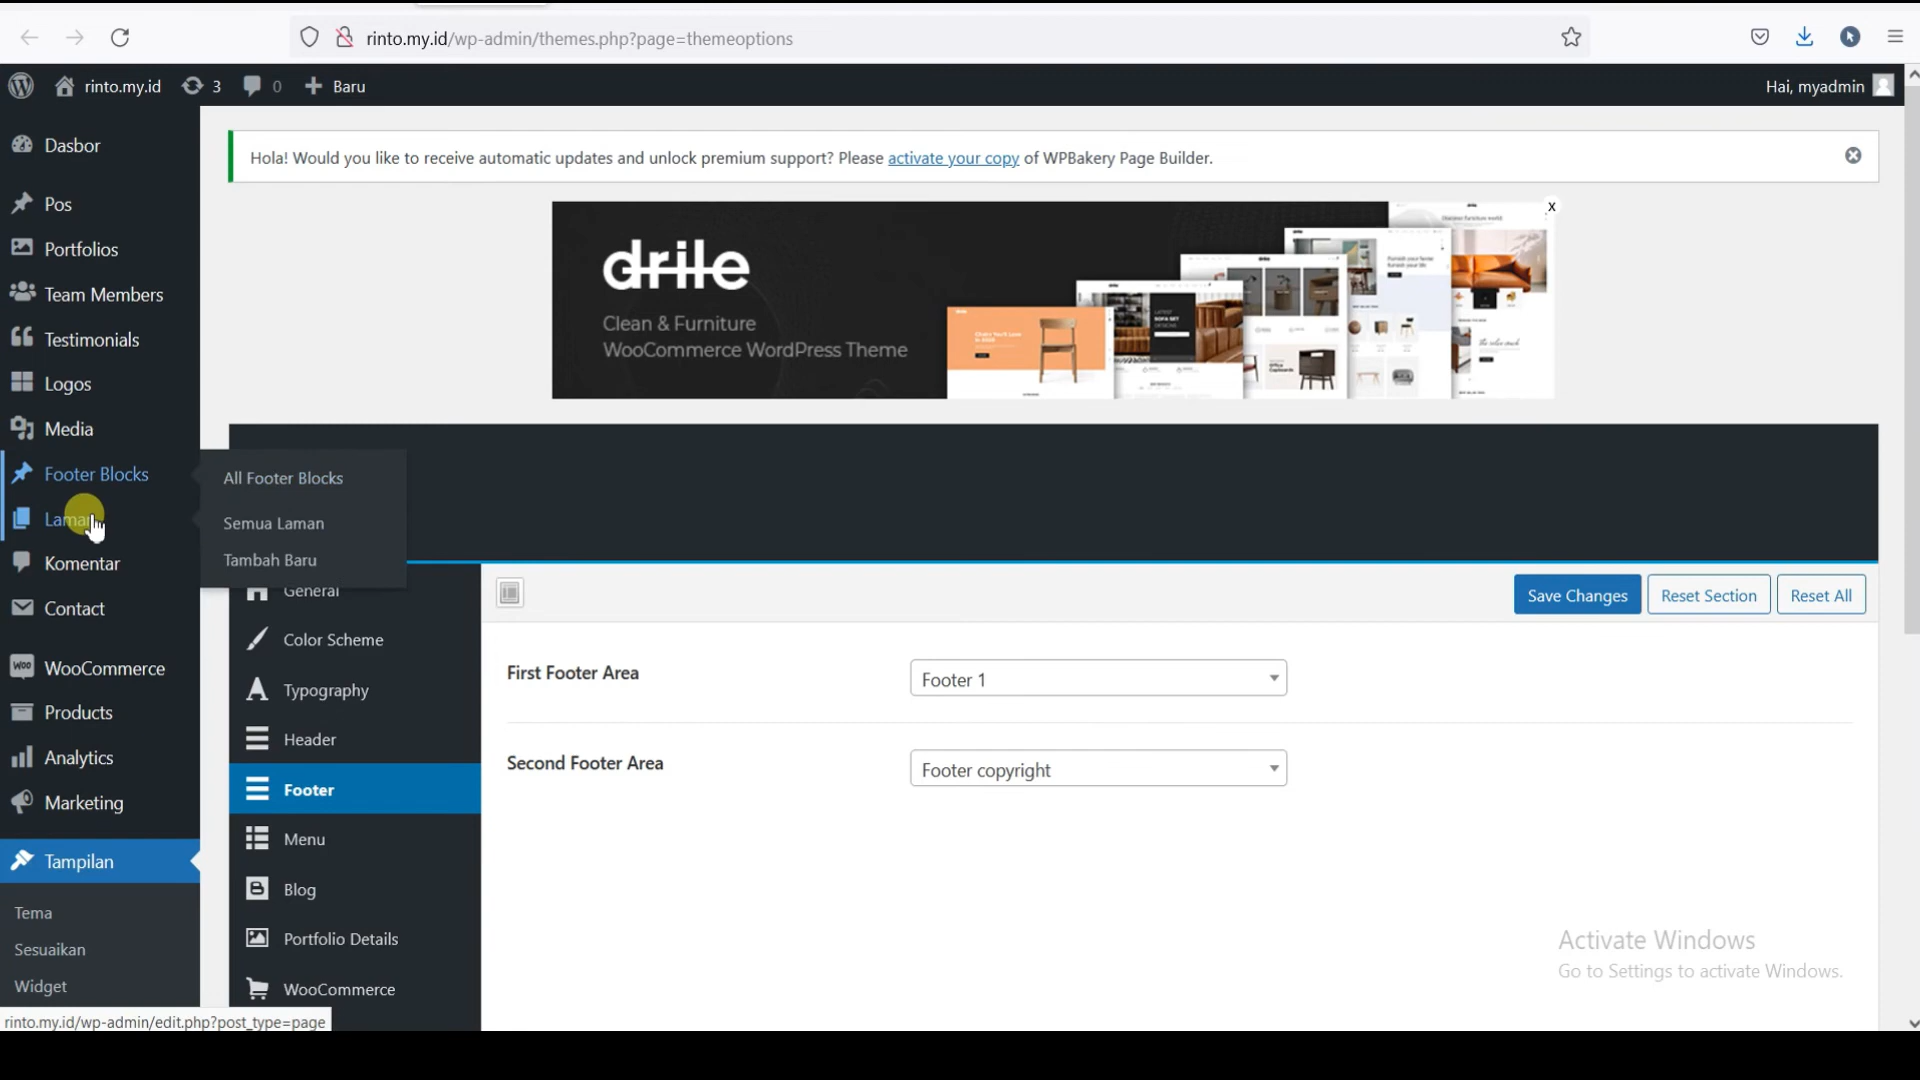 rinto.my.id/wp-admin/themes.php?page=themeoptions
rinto.my.id 3 0 Baru Hai, myadmin
Dasbor
Pos
Portfolios
Team Members
Testimonials
Logos
Media
Footer Blocks
Komentar
Contact
WooCommerce
Products
Analytics
Marketing
Tampilan
Tema
Sesuaikan
Widget
rinto.my.id/wp-admin/edit.php?post_type=page
Hola! Would you like to receive automatic updates and unlock premium support? Please activate your copy of WPBakery Page Builder.
X
drile
Clean & Furniture
WooCommerce WordPress Theme
All Footer Blocks
Semua Laman
Tambah Baru
General
Color Scheme
Typography
Header
Footer
Menu
Blog
Portfolio Details
WooCommerce
Save Changes Reset Section Reset All
First Footer Area Footer 1
Second Footer Area Footer copyright
Activate Windows
Go to Settings to activate Windows.